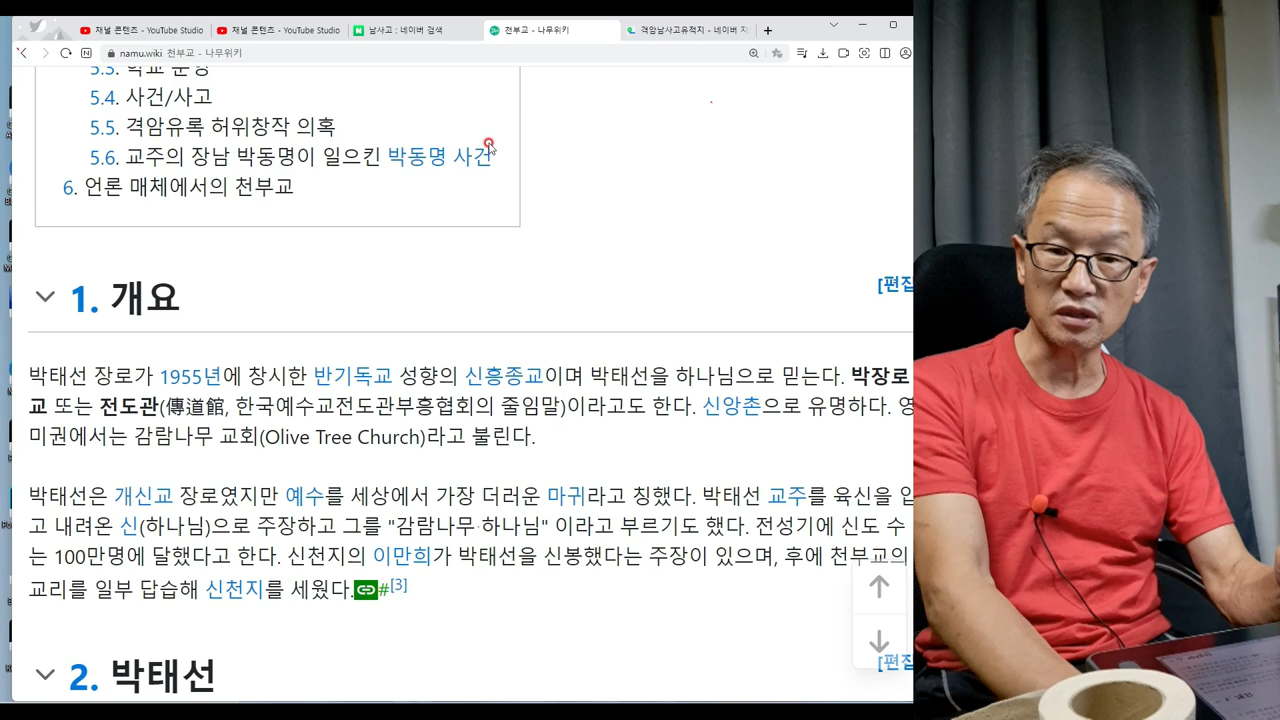 채널 콘텐츠 - YouTube Studio
채널 콘텐츠 - YouTube Studio
남사고 : 네이버 검색
천부교 - 나무위키
격암남사고유적지 - 네이버 지
namu.wiki 천부교 - 나무위키
5.3. 학교 운영
5.4. 사건/사고
5.5. 격암유록 허위창작 의혹
5.6. 교주의 장남 박동명이 일으킨 박동명 사건
6. 언론 매체에서의 천부교
1. 개요
[편집
박태선 장로가 1955년에 창시한 반기독교 성향의 신흥종교이며 박태선을 하나님으로 믿는다. 박장로
교 또는 전도관(傳道館, 한국예수교전도관부흥협회의 줄임말)이라고도 한다. 신앙촌으로 유명하다. 영
미권에서는 감람나무 교회(Olive Tree Church)라고 불린다.
박태선은 개신교 장로였지만 예수를 세상에서 가장 더러운 마귀라고 칭했다. 박태선 교주를 육신을 입
고 내려온 신(하나님)으로 주장하고 그를 "감람나무 하나님" 이라고 부르기도 했다. 전성기에 신도 수
는 100만명에 달했다고 한다. 신천지의 이만희가 박태선을 신봉했다는 주장이 있으며, 후에 천부교의
교리를 일부 답습해 신천지를 세웠다.#[3]
2. 박태선
[편집